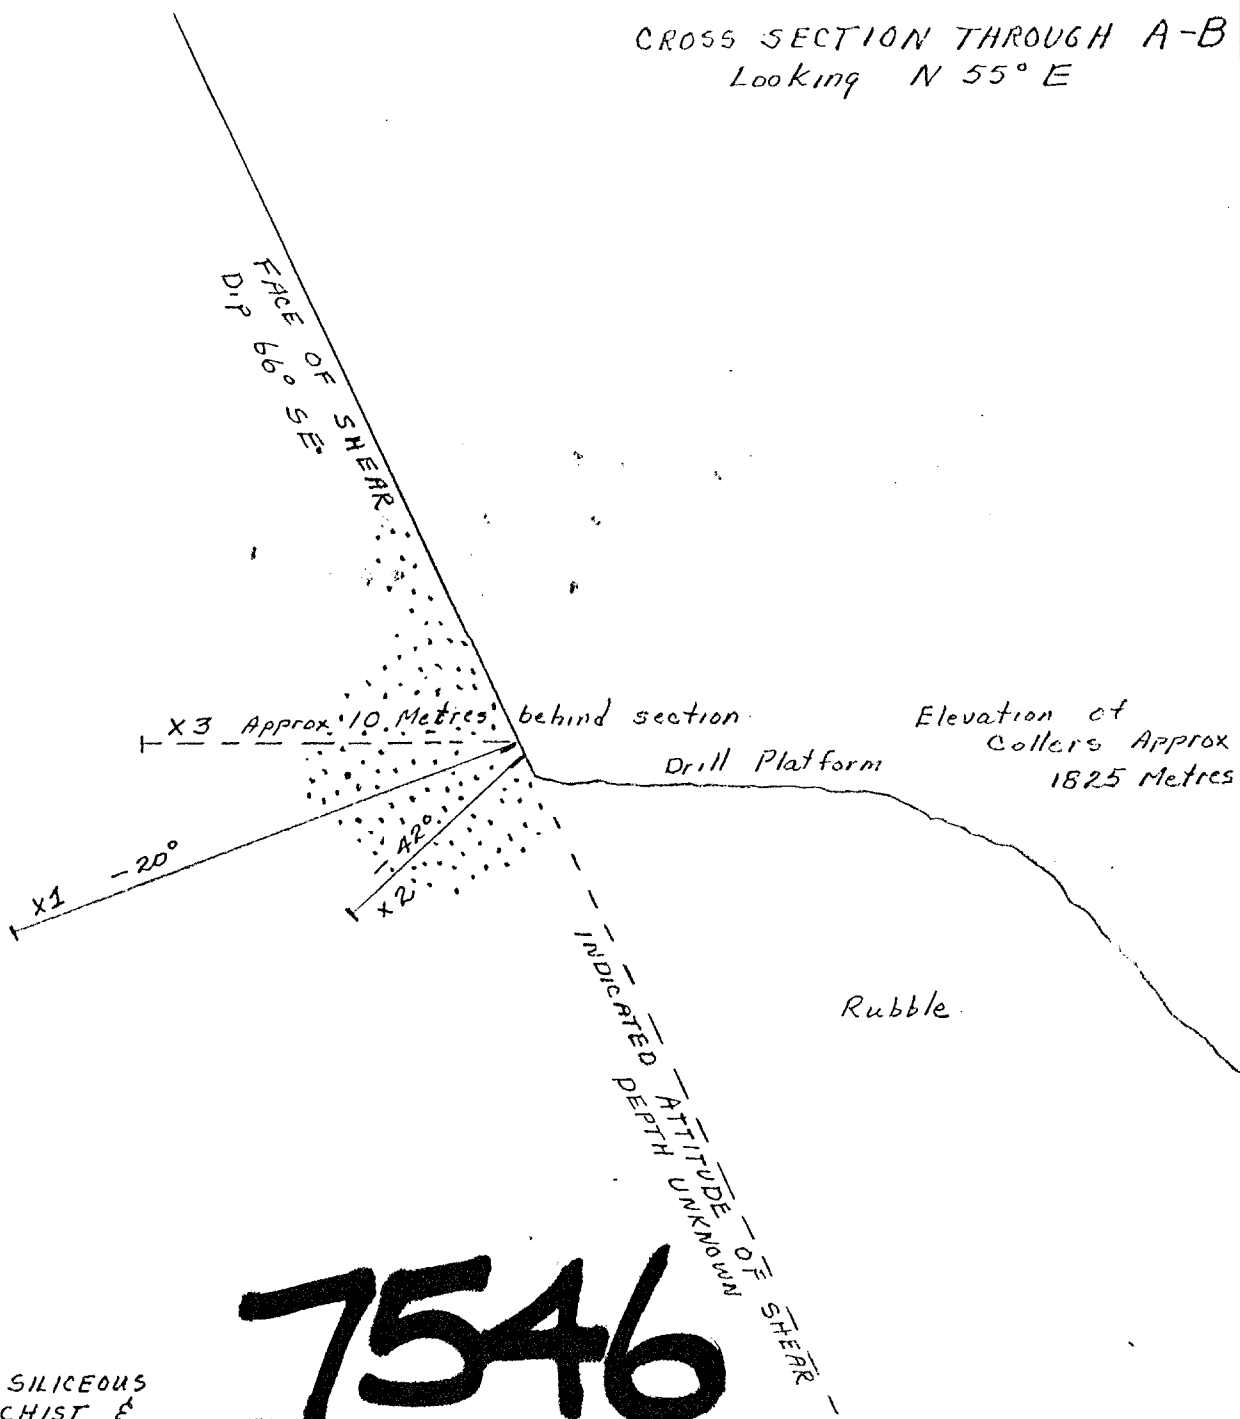 CROSS SECTION THROUGH A-B
Looking N 55° E
FACE OF SHEAR
DIP 66° SE
X3 Approx 10 Metres behind section
Elevation of
Collers Approx
1825 Metres
Drill Platform
-20°
X1
-42°
X2
Rubble
INDICATED ATTITUDE OF SHEAR
DEPTH UNKNOWN
7546
SILICEOUS
CHIST &